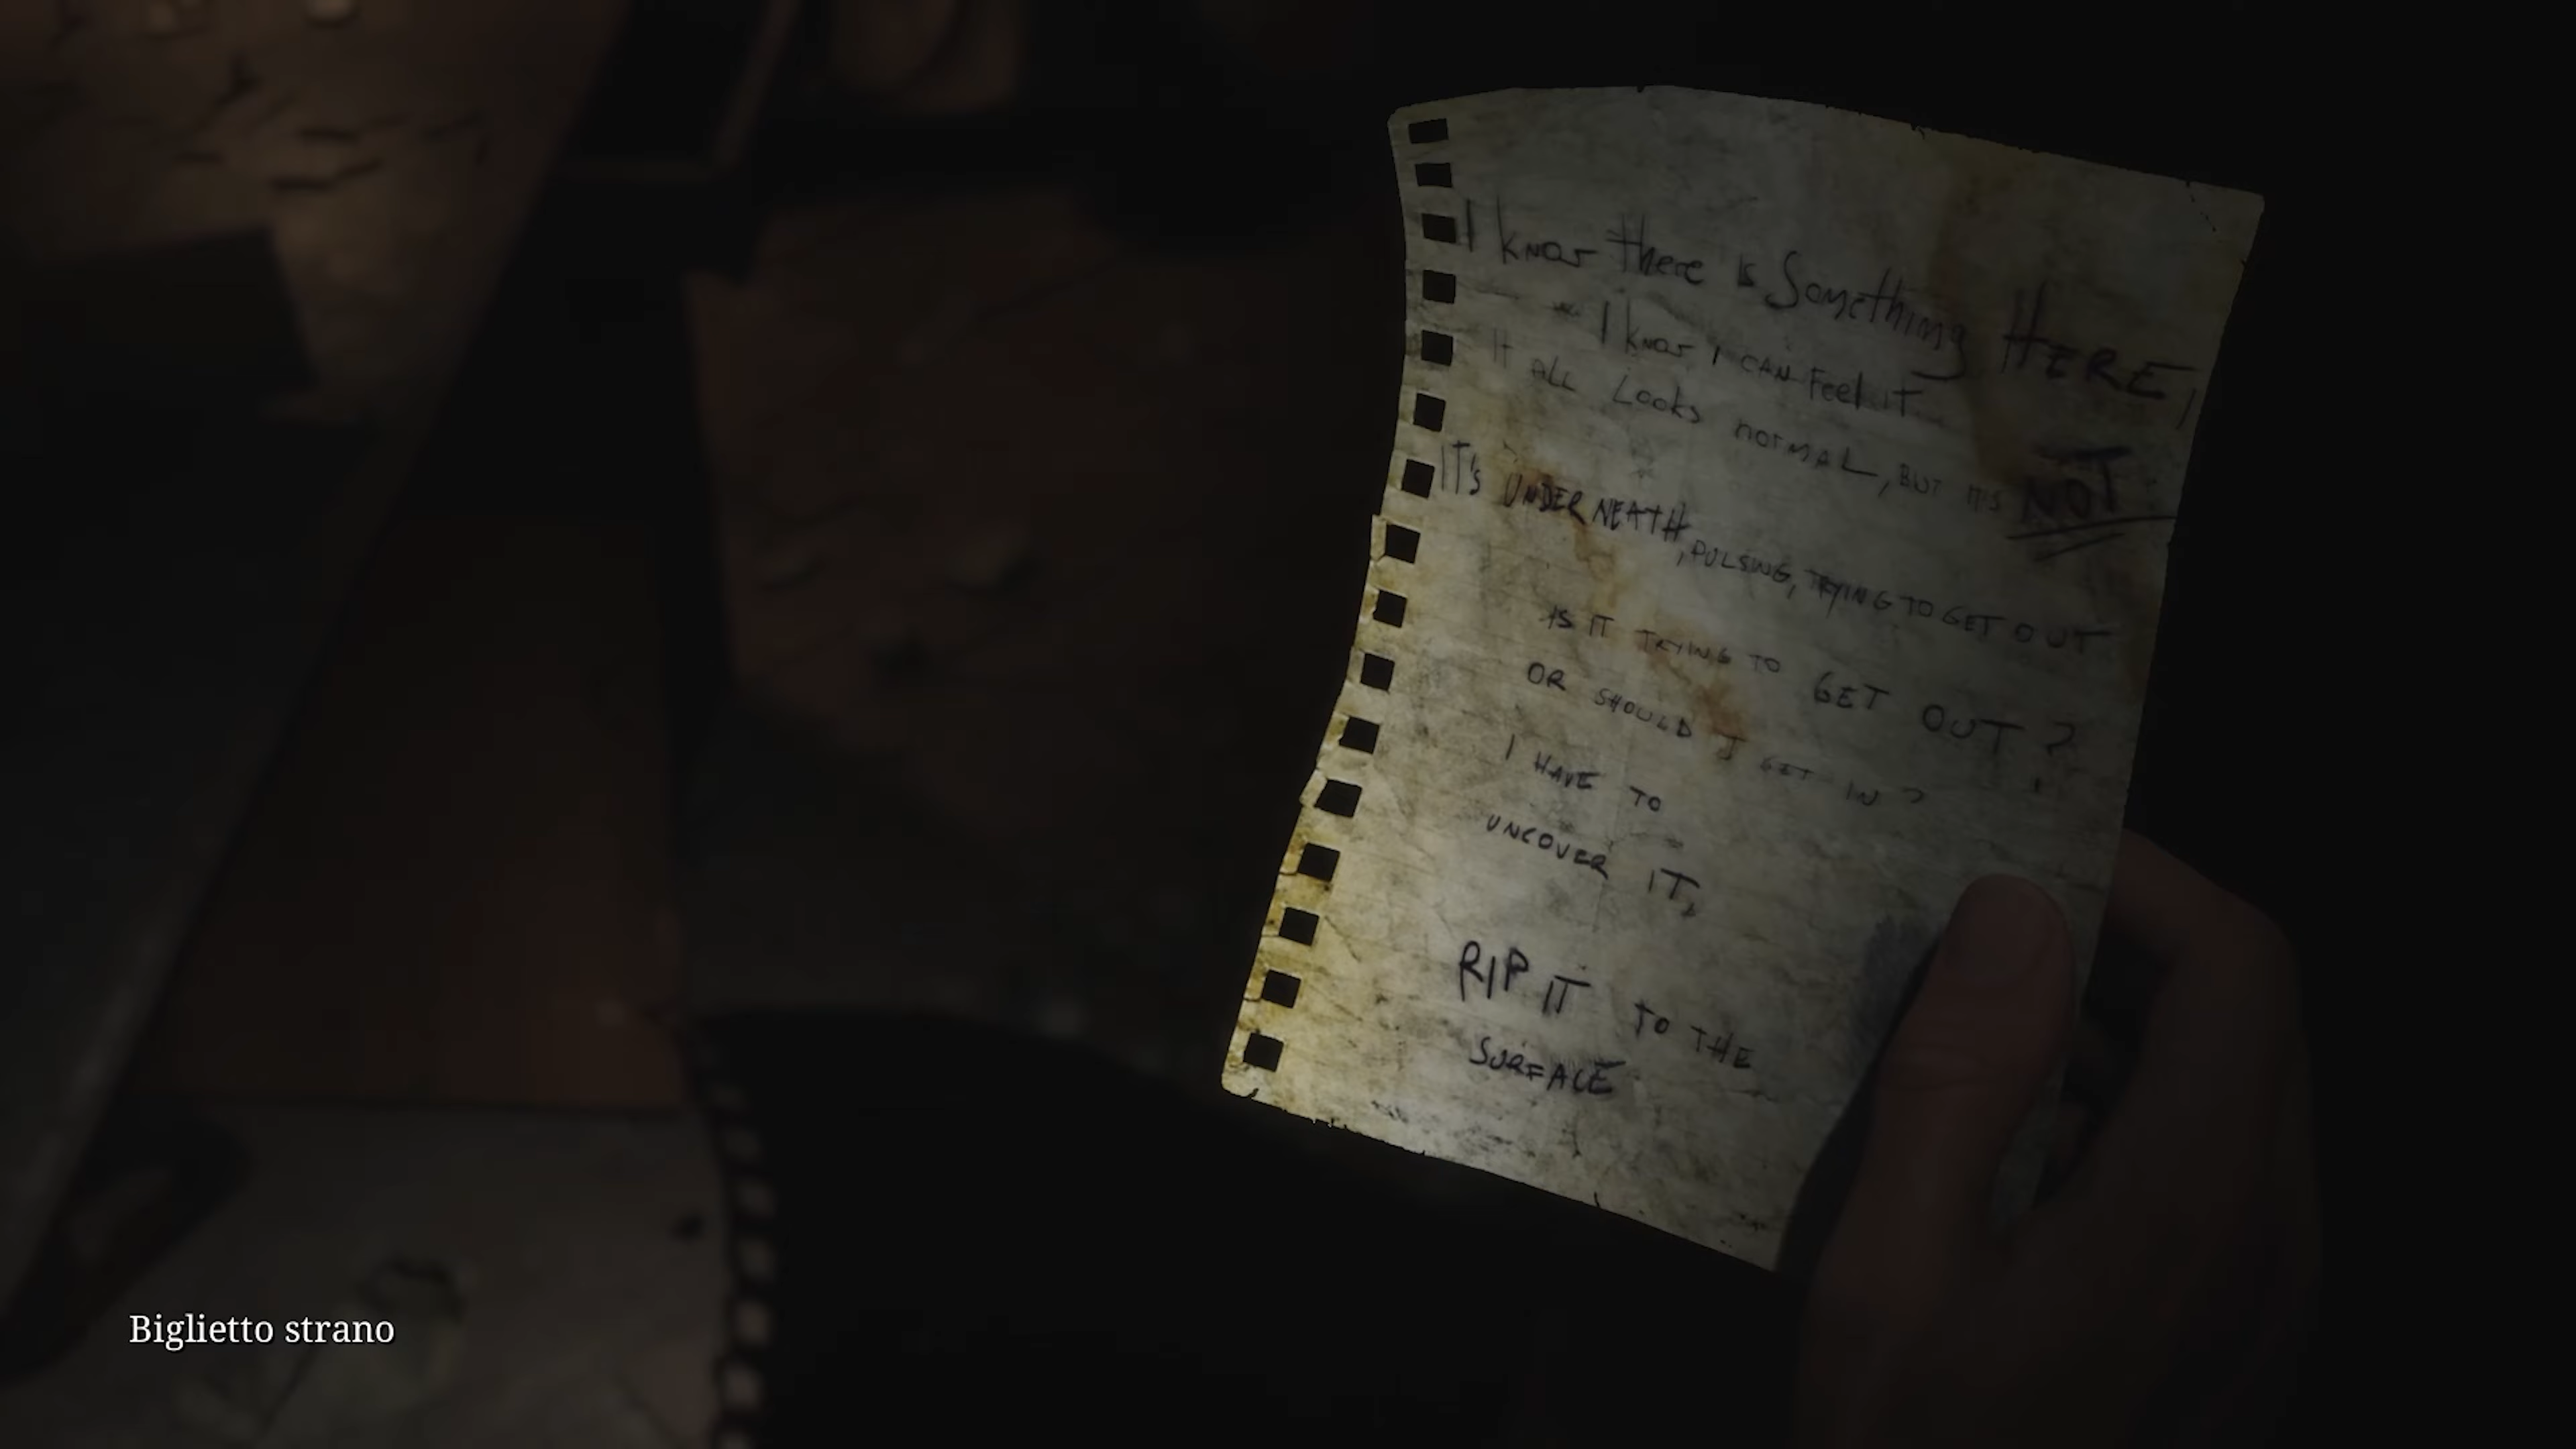 I know there is Something HERE,
I know I CAN Feel IT
It ALL Looks NORMAL, BUT IT'S NOT
IT'S UNDERNEATH, PULSING, TRYING TO GET OUT
IS IT TRYING TO GET OUT?
OR SHOULD I GET IN?
I HAVE TO
UNCOVER IT,
RIP IT TO THE
SURFACE
Biglietto strano